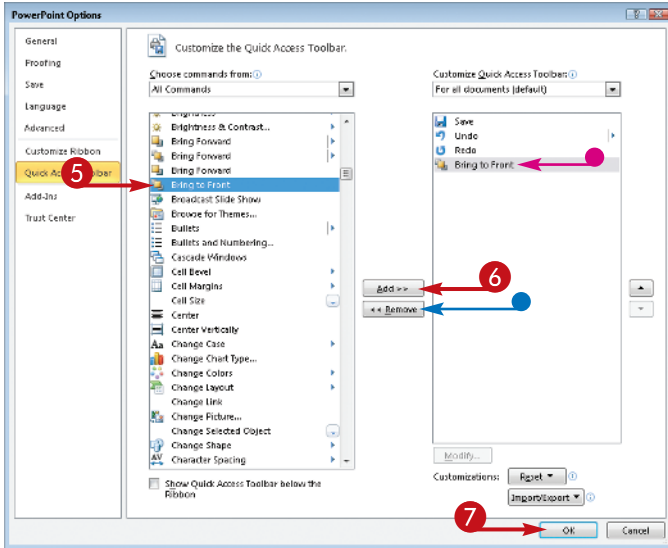 PowerPoint Options
General
Proofing
Save
Language
Advanced
Customize Ribbon
Quick Access Toolbar
Add-Ins
Trust Center
Customize the Quick Access Toolbar.
Choose commands from:
All Commands
Brightness
Brightness & Contrast...
Bring Forward
Bring Forward
Bring Forward
Bring to Front
Broadcast Slide Show
Browse for Themes...
Bullets
Bullets and Numbering...
Cascade Windows
Cell Bevel
Cell Margins
Cell Size
Center
Center Vertically
Aa Change Case
Change Chart Type...
Change Colors
Change Layout
Change Link
Change Picture...
Change Selected Object
Change Shape
AV Character Spacing
Show Quick Access Toolbar below the
Ribbon
5
Add >>
<< Remove
6
Customize Quick Access Toolbar:
For all documents (default)
Save
Undo
Redo
Bring to Front
Modify...
Customizations:
Reset
Import/Export
7
OK
Cancel